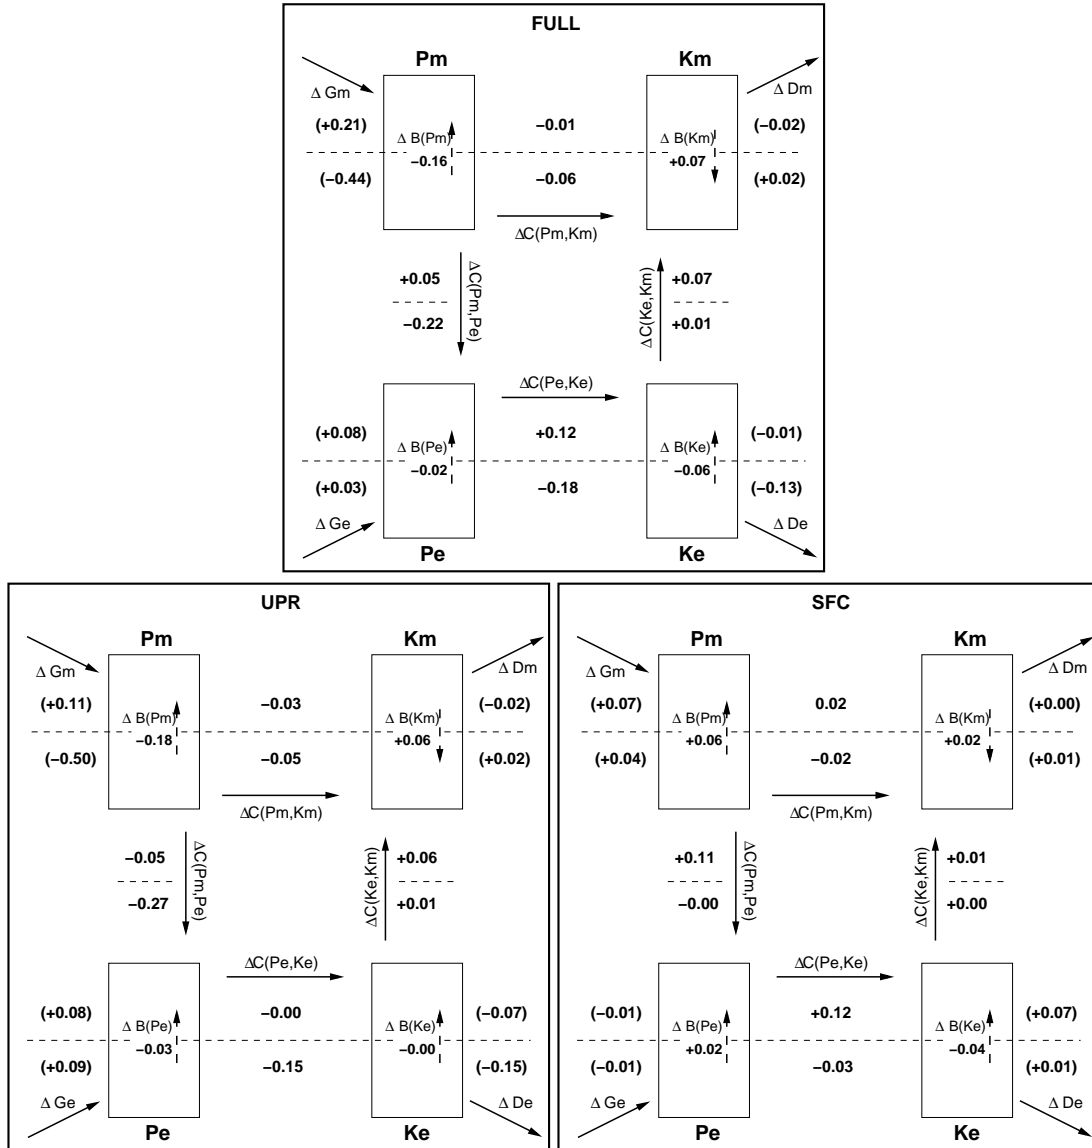 FULL
Pm Km
Δ Gm Δ Dm
(+0.21) −0.01 (−0.02)
Δ B(Pm) Δ B(Km)
−0.16 +0.07
(−0.44) −0.06 (+0.02)
ΔC(Pm,Km)
ΔC(Pm,Pe)
+0.05
−0.22
ΔC(Ke,Km)
+0.07
+0.01
ΔC(Pe,Ke)
(+0.08) +0.12 (−0.01)
Δ B(Pe) Δ B(Ke)
−0.02 −0.06
(+0.03) −0.18 (−0.13)
Δ Ge Δ De
Pe Ke
UPR
Pm Km
Δ Gm Δ Dm
(+0.11) −0.03 (−0.02)
Δ B(Pm) Δ B(Km)
−0.18 +0.06
(−0.50) −0.05 (+0.02)
ΔC(Pm,Km)
−0.05
−0.27
ΔC(Pm,Pe)
ΔC(Ke,Km)
+0.06
+0.01
ΔC(Pe,Ke)
(+0.08) −0.00 (−0.07)
Δ B(Pe) Δ B(Ke)
−0.03 −0.00
(+0.09) −0.15 (−0.15)
Δ Ge Δ De
Pe Ke
SFC
Pm Km
Δ Gm Δ Dm
(+0.07) 0.02 (+0.00)
Δ B(Pm) Δ B(Km)
+0.06 +0.02
(+0.04) −0.02 (+0.01)
ΔC(Pm,Km)
+0.11
−0.00
ΔC(Pm,Pe)
ΔC(Ke,Km)
+0.01
+0.00
ΔC(Pe,Ke)
(−0.01) +0.12 (+0.07)
Δ B(Pe) Δ B(Ke)
+0.02 −0.04
(−0.01) −0.03 (+0.01)
Δ Ge Δ De
Pe Ke